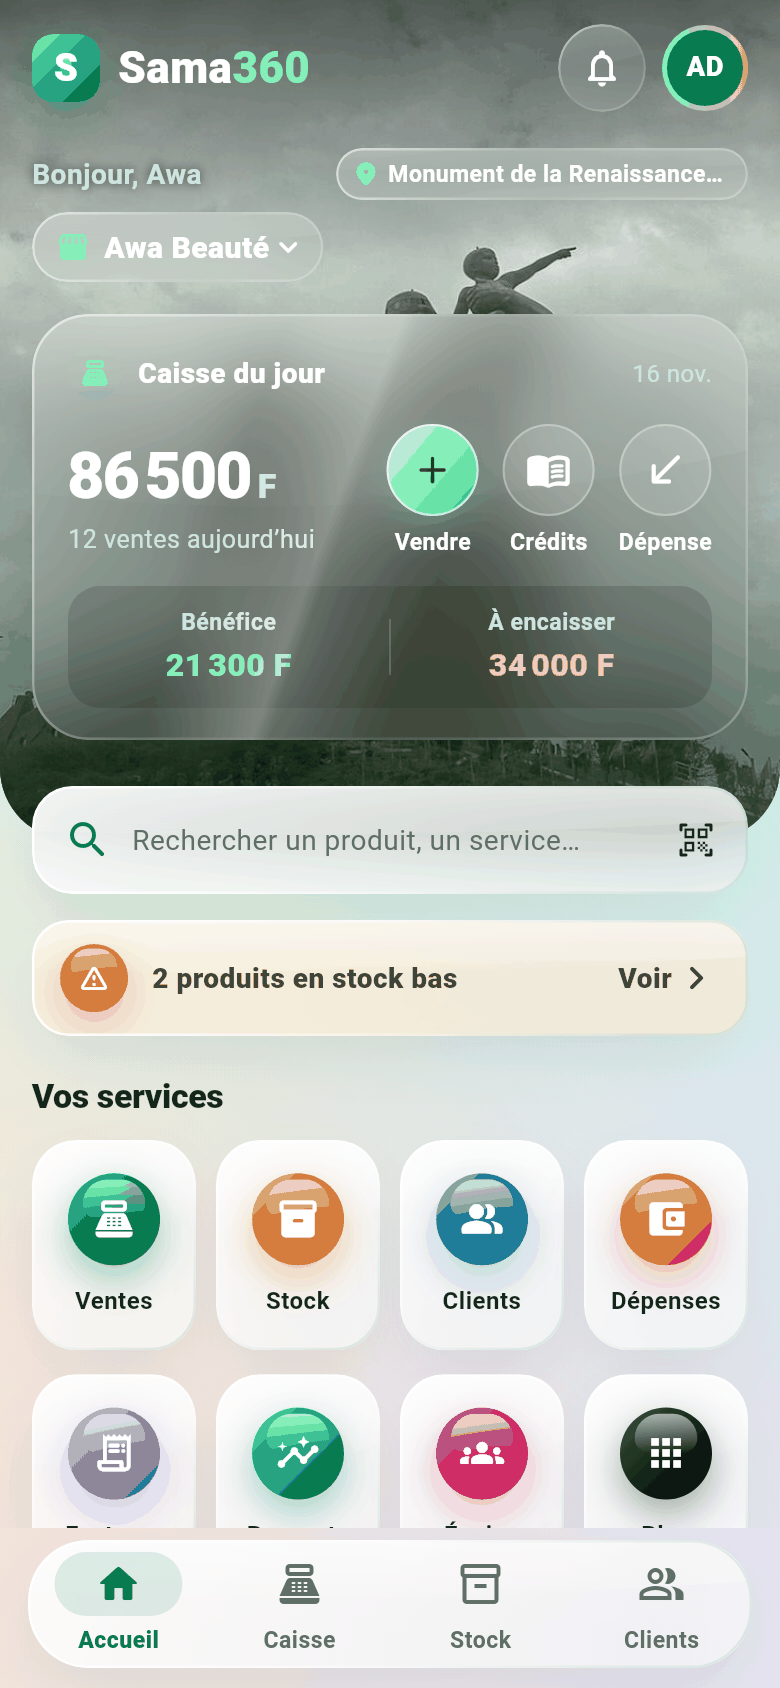 S Sama360 AD
Bonjour, Awa
Monument de la Renaissance…
Awa Beauté
Caisse du jour
16 nov.
86 500 F
12 ventes aujourd’hui
Vendre
Crédits
Dépense
Bénéfice
21 300 F
À encaisser
34 000 F
Rechercher un produit, un service…
2 produits en stock bas
Voir
Vos services
Ventes
Stock
Clients
Dépenses
Accueil
Caisse
Stock
Clients